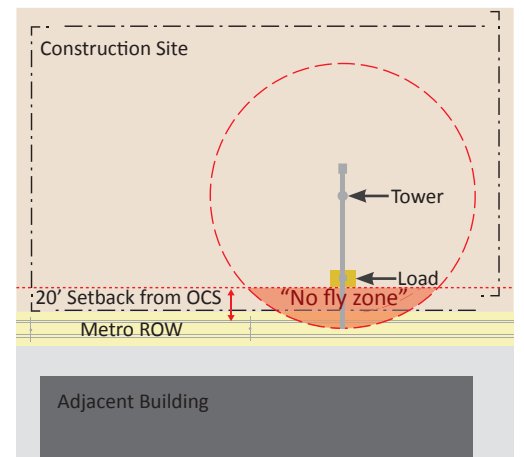 Construction Site
Tower
Load
20’ Setback from OCS
“No fly zone”
Metro ROW
Adjacent Building